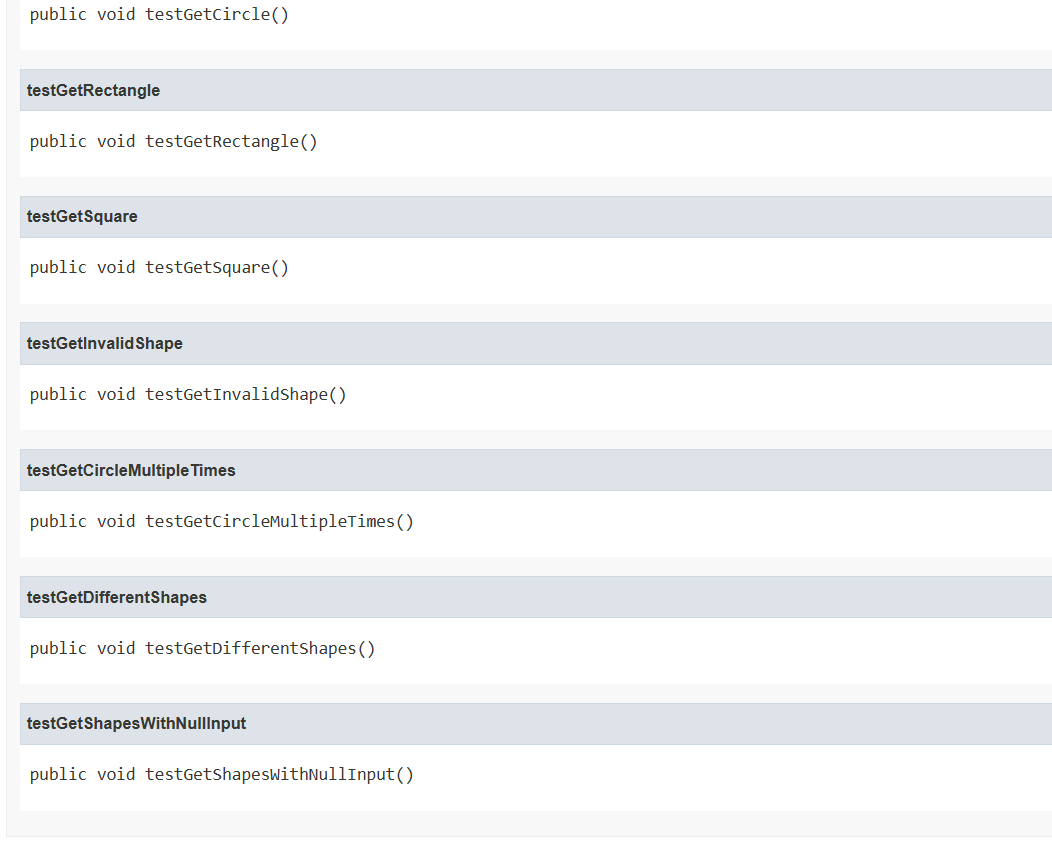 public void testGetCircle()
testGetRectangle
public void testGetRectangle()
testGetSquare
public void testGetSquare()
testGetInvalidShape
public void testGetInvalidShape()
testGetCircleMultipleTimes
public void testGetCircleMultipleTimes()
testGetDifferentShapes
public void testGetDifferentShapes()
testGetShapesWithNullInput
public void testGetShapesWithNullInput()